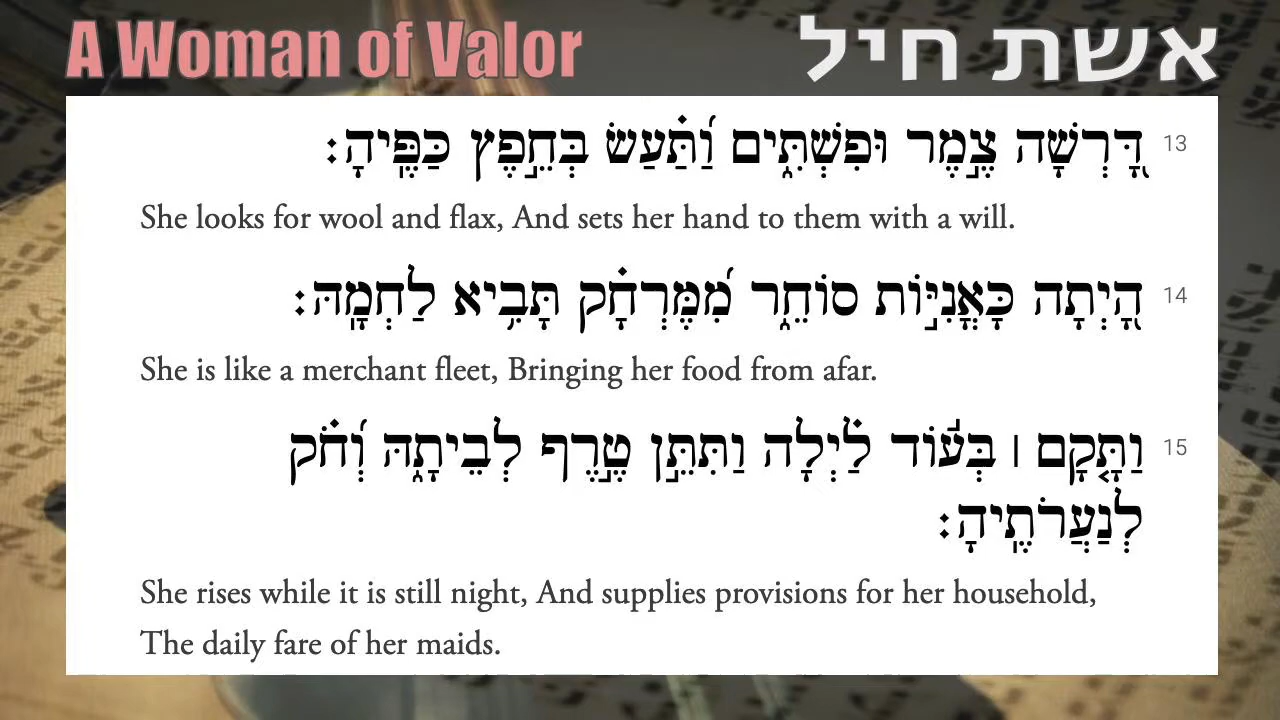 A Woman of Valor
אשת חיל
13 דָּ֭רְשָׁה צֶ֣מֶר וּפִשְׁתִּ֑ים וַ֝תַּ֗עַשׂ בְּחֵ֣פֶץ כַּפֶּֽיהָ׃
She looks for wool and flax, And sets her hand to them with a will.
14 הָ֭יְתָה כׇּאֳנִיּ֣וֹת סוֹחֵ֑ר מִ֝מֶּרְחָ֗ק תָּבִ֥יא לַחְמָֽהּ׃
She is like a merchant fleet, Bringing her food from afar.
15 וַתָּ֤קׇם ׀ בְּע֬וֹד לַ֗יְלָה וַתִּתֵּ֣ן טֶ֣רֶף לְבֵיתָ֑הּ וְ֝חֹ֗ק
לְנַעֲרֹתֶֽיהָ׃
She rises while it is still night, And supplies provisions for her household,
The daily fare of her maids.